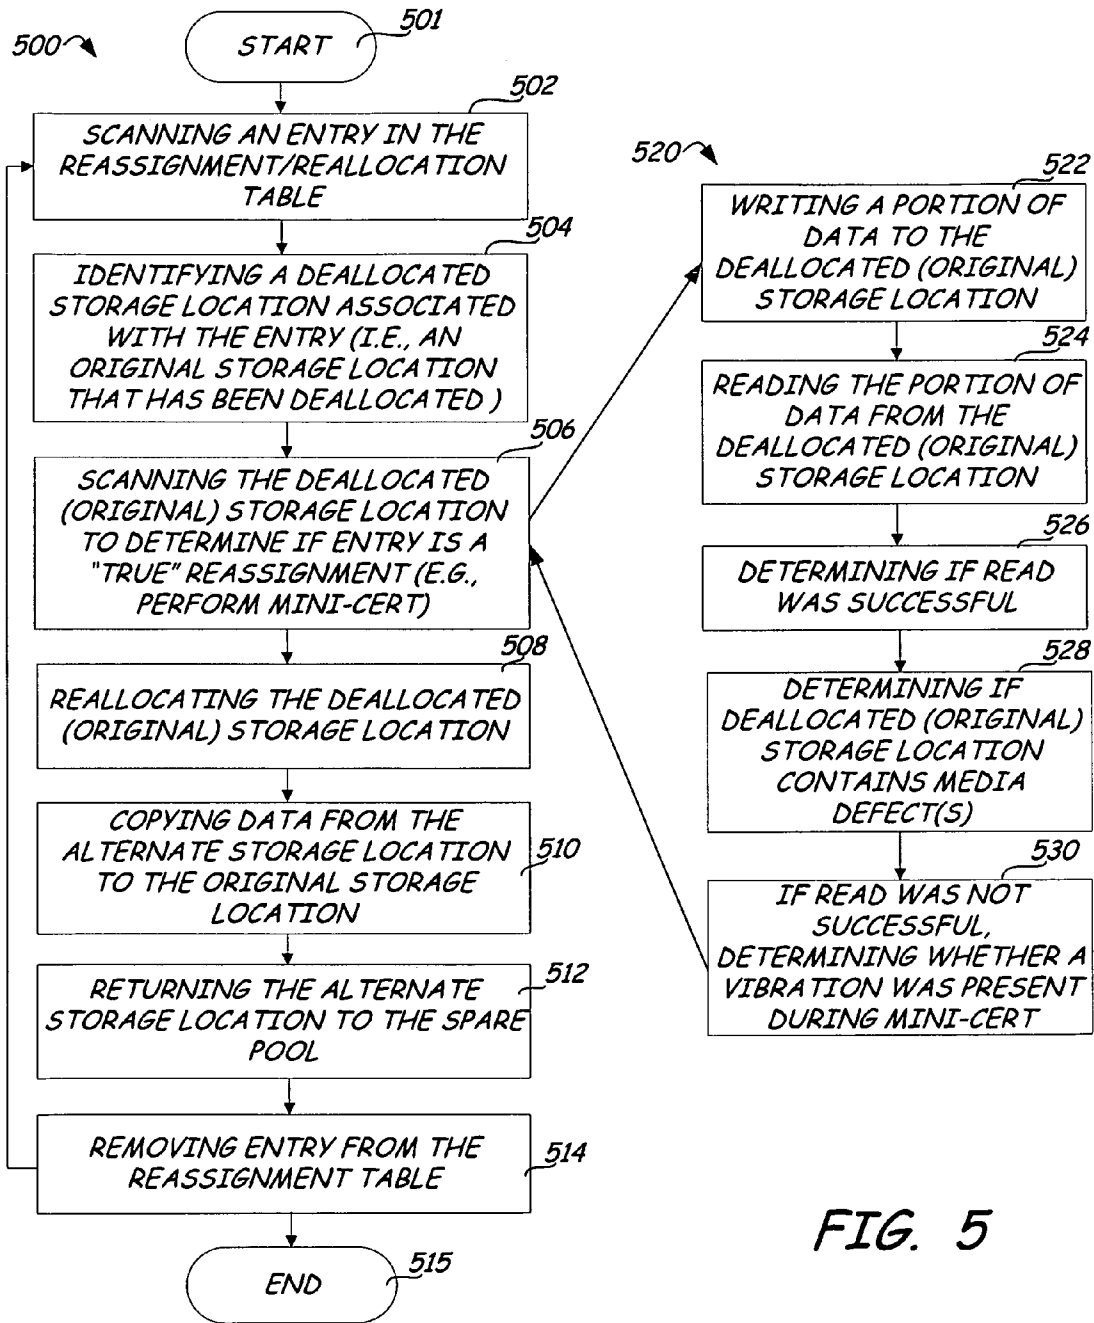 500
START
501
502
SCANNING AN ENTRY IN THE
REASSIGNMENT/REALLOCATION
TABLE
504
IDENTIFYING A DEALLOCATED
STORAGE LOCATION ASSOCIATED
WITH THE ENTRY (I.E., AN
ORIGINAL STORAGE LOCATION
THAT HAS BEEN DEALLOCATED )
506
SCANNING THE DEALLOCATED
(ORIGINAL) STORAGE LOCATION
TO DETERMINE IF ENTRY IS A
"TRUE" REASSIGNMENT (E.G.,
PERFORM MINI-CERT)
508
REALLOCATING THE DEALLOCATED
(ORIGINAL) STORAGE LOCATION
COPYING DATA FROM THE
ALTERNATE STORAGE LOCATION
TO THE ORIGINAL STORAGE
LOCATION
510
RETURNING THE ALTERNATE
STORAGE LOCATION TO THE SPARE
POOL
512
REMOVING ENTRY FROM THE
REASSIGNMENT TABLE
514
END
515
520
522
WRITING A PORTION OF
DATA TO THE
DEALLOCATED (ORIGINAL)
STORAGE LOCATION
524
READING THE PORTION OF
DATA FROM THE
DEALLOCATED (ORIGINAL)
STORAGE LOCATION
526
DETERMINING IF READ
WAS SUCCESSFUL
528
DETERMINING IF
DEALLOCATED (ORIGINAL)
STORAGE LOCATION
CONTAINS MEDIA
DEFECT(S)
530
IF READ WAS NOT
SUCCESSFUL,
DETERMINING WHETHER A
VIBRATION WAS PRESENT
DURING MINI-CERT
FIG. 5